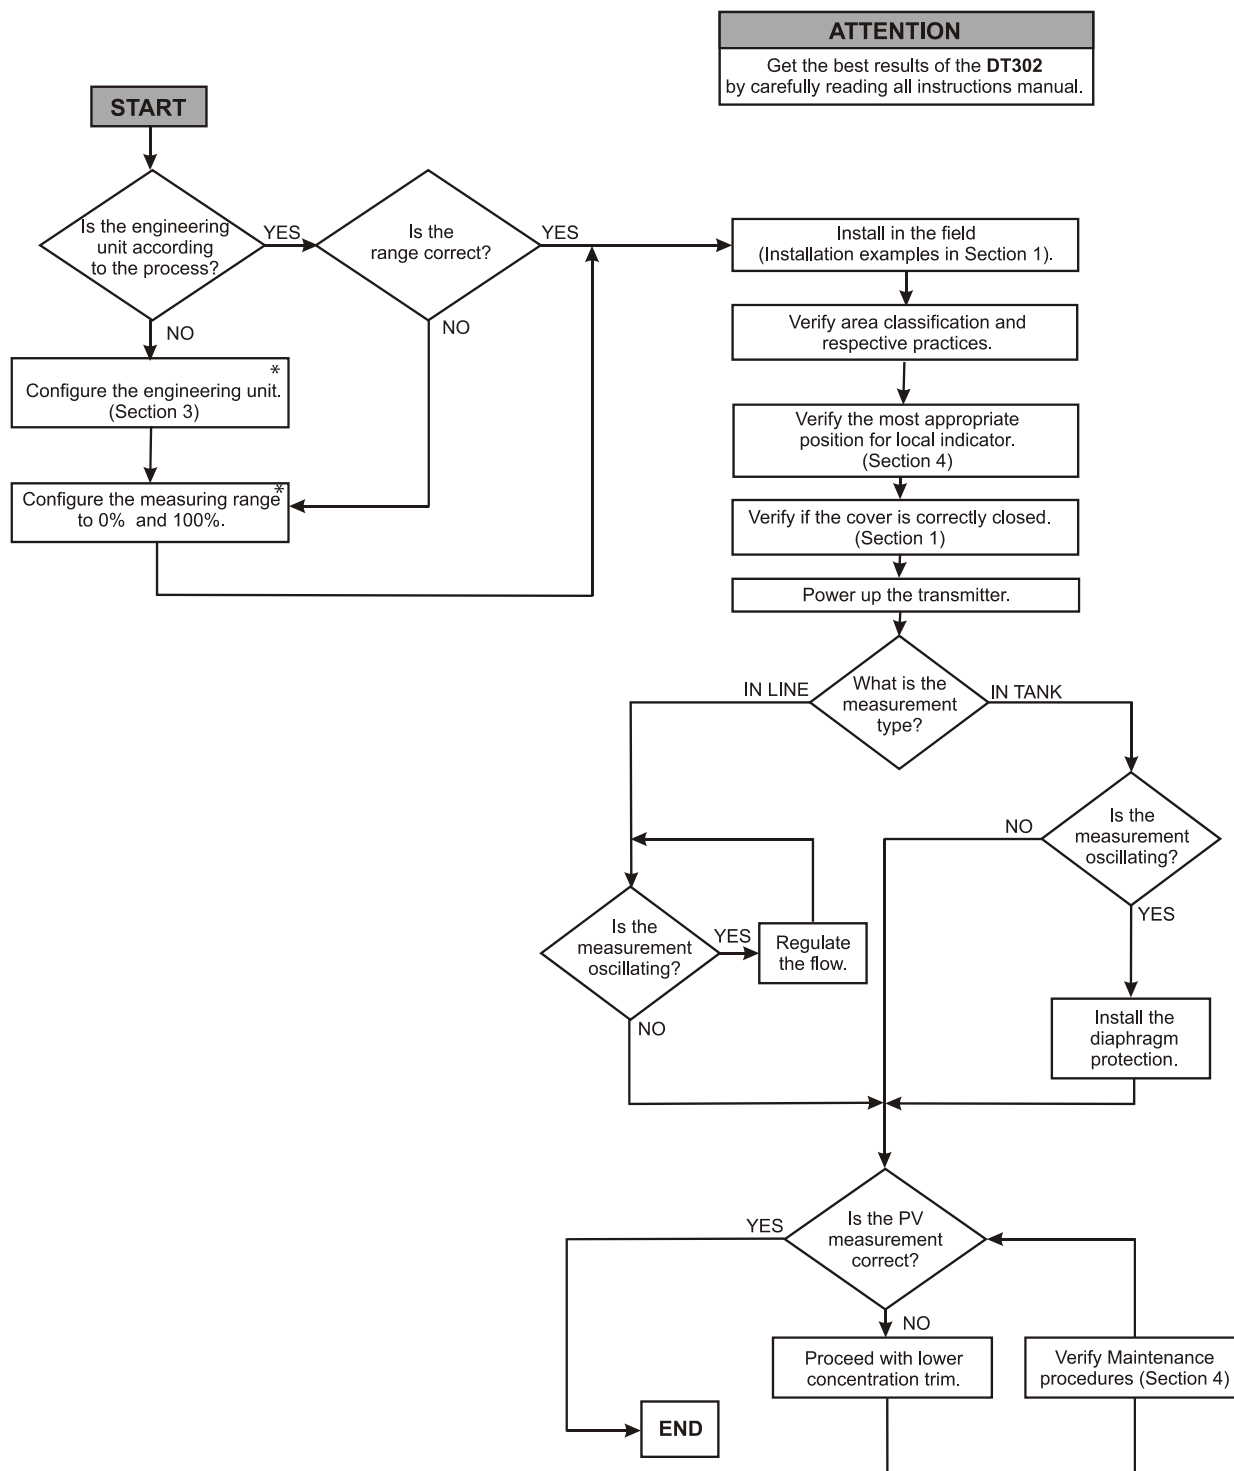 ATTENTION
Get the best results of the DT302
by carefully reading all instructions manual.
START
Is the engineering
unit according
to the process?
YES
NO
Is the
range correct?
YES
NO
*
Configure the engineering unit.
(Section 3)
*
Configure the measuring range
to 0% and 100%.
Install in the field
(Installation examples in Section 1).
Verify area classification and
respective practices.
Verify the most appropriate
position for local indicator.
(Section 4)
Verify if the cover is correctly closed.
(Section 1)
Power up the transmitter.
What is the
measurement
type?
IN LINE
IN TANK
Is the
measurement
oscillating?
NO
YES
Is the
measurement
oscillating?
YES
NO
Regulate
the flow.
Install the
diaphragm
protection.
Is the PV
measurement
correct?
YES
NO
Proceed with lower
concentration trim.
Verify Maintenance
procedures (Section 4)
END